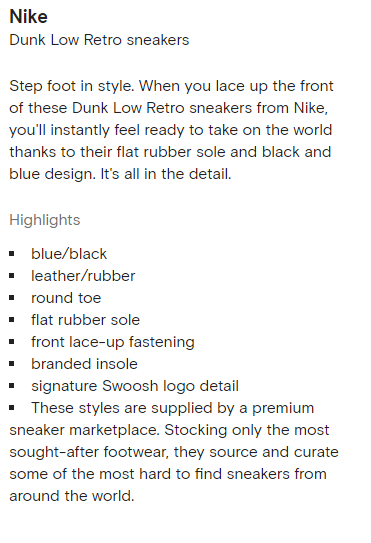 Nike
Dunk Low Retro sneakers
Step foot in style. When you lace up the front
of these Dunk Low Retro sneakers from Nike,
you'll instantly feel ready to take on the world
thanks to their flat rubber sole and black and
blue design. It's all in the detail.
Highlights
▪ blue/black
▪ leather/rubber
▪ round toe
▪ flat rubber sole
▪ front lace-up fastening
▪ branded insole
▪ signature Swoosh logo detail
▪ These styles are supplied by a premium
sneaker marketplace. Stocking only the most
sought-after footwear, they source and curate
some of the most hard to find sneakers from
around the world.